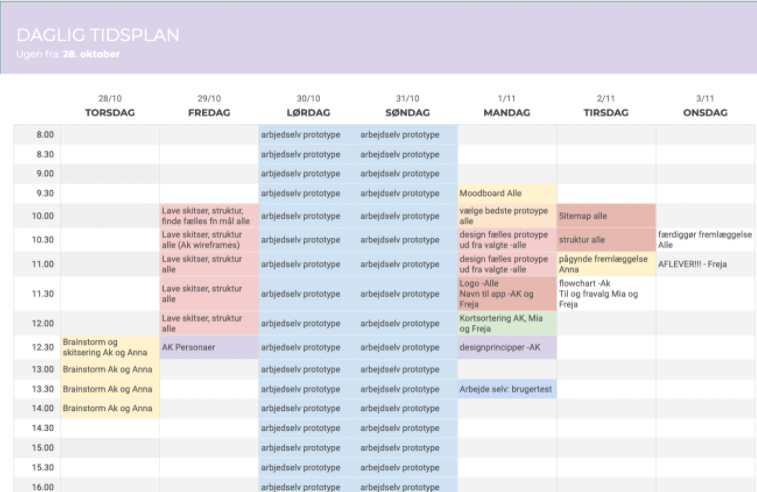 DAGLIG TIDSPLAN
Ugen fra: 28. oktober
28/10 29/10 30/10 31/10 1/11 2/11 3/11
TORSDAG FREDAG LØRDAG SØNDAG MANDAG TIRSDAG ONSDAG
8.00 arbjedselv prototype arbejdselv prototype
8.30 arbjedselv prototype arbejdselv prototype
9.00 arbjedselv prototype arbejdselv prototype
9.30 arbjedselv prototype arbejdselv prototype Moodboard Alle
10.00 Lave skitser, struktur, finde fælles fn mål alle arbjedselv prototype arbejdselv prototype vælge bedste protoype alle Sitemap alle
10.30 Lave skitser, struktur alle (Ak wireframes) arbjedselv prototype arbejdselv prototype design fælles protoype ud fra valgte -alle struktur alle færdiggør fremlæggelse Alle
11.00 Lave skitser, struktur alle arbjedselv prototype arbejdselv prototype design fælles protoype ud fra valgte -alle pågynde fremlæggelse Anna AFLEVER!!! - Freja
11.30 Lave skitser, struktur alle arbjedselv prototype arbejdselv prototype Logo -Alle Navn til app -AK og Freja flowchart -Ak Til og fravalg Mia og Freja
12.00 Lave skitser, struktur alle arbjedselv prototype arbejdselv prototype Kortsortering AK, Mia og Freja
12.30 Brainstorm og skitsering Ak og Anna AK Personaer arbjedselv prototype arbejdselv prototype designprincipper -AK
13.00 Brainstorm Ak og Anna arbjedselv prototype arbejdselv prototype
13.30 Brainstorm Ak og Anna arbjedselv prototype arbejdselv prototype Arbejde selv: brugertest
14.00 Brainstorm Ak og Anna arbjedselv prototype arbejdselv prototype
14.30 arbjedselv prototype arbejdselv prototype
15.00 arbjedselv prototype arbejdselv prototype
15.30 arbjedselv prototype arbejdselv prototype
16.00 arbjedselv prototype arbejdselv prototype